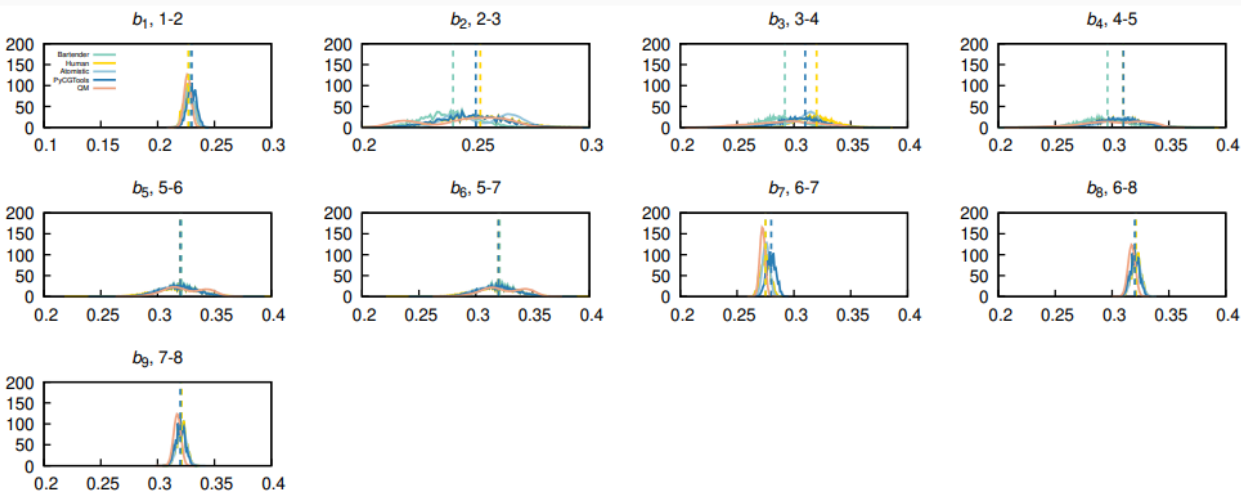 b₁, 1-2
200
150
100
50
0
Bartender
Human
Atomistic
PyCGTools
QM
0.1 0.15 0.2 0.25 0.3
b₂, 2-3
200
150
100
50
0
0.2 0.25 0.3
b₃, 3-4
200
150
100
50
0
0.2 0.25 0.3 0.35 0.4
b₄, 4-5
200
150
100
50
0
0.2 0.25 0.3 0.35 0.4
b₅, 5-6
200
150
100
50
0
0.2 0.25 0.3 0.35 0.4
b₆, 5-7
200
150
100
50
0
0.2 0.25 0.3 0.35 0.4
b₇, 6-7
200
150
100
50
0
0.2 0.25 0.3 0.35 0.4
b₈, 6-8
200
150
100
50
0
0.2 0.25 0.3 0.35 0.4
b₉, 7-8
200
150
100
50
0
0.2 0.25 0.3 0.35 0.4